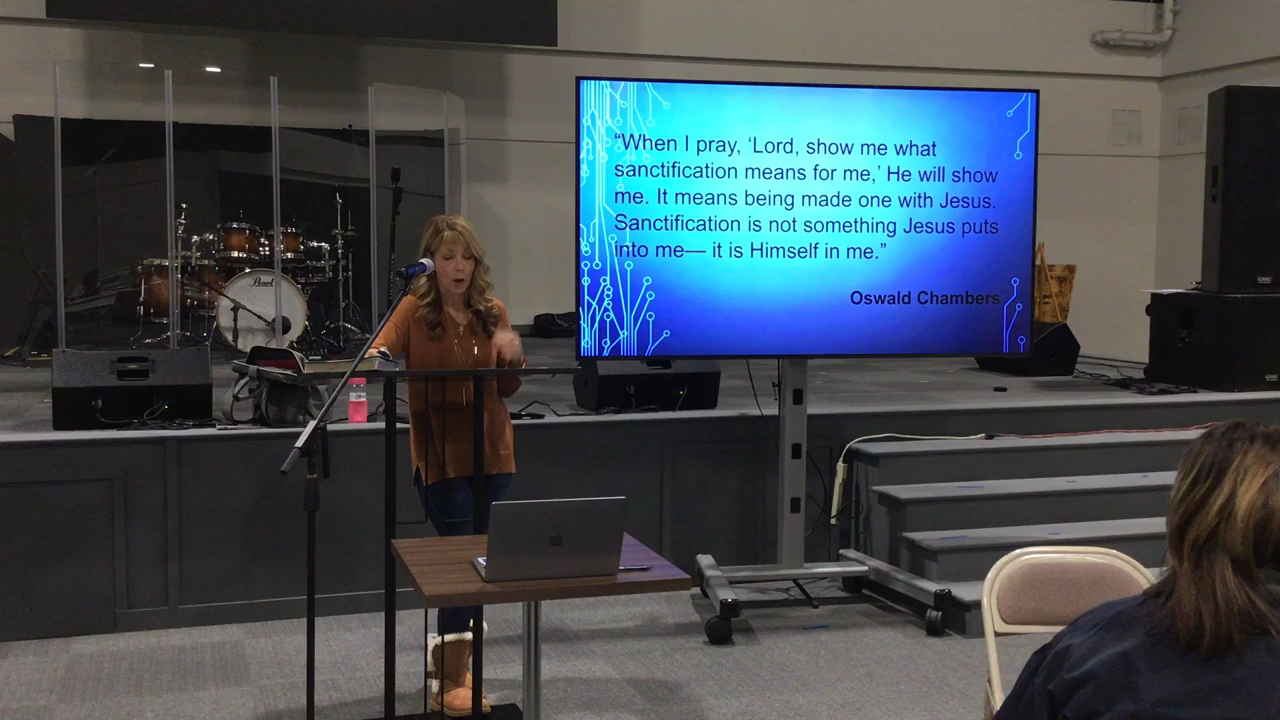 “When I pray, ‘Lord, show me what
sanctification means for me,’ He will show
me. It means being made one with Jesus.
Sanctification is not something Jesus puts
into me— it is Himself in me.”
Oswald Chambers
Pearl